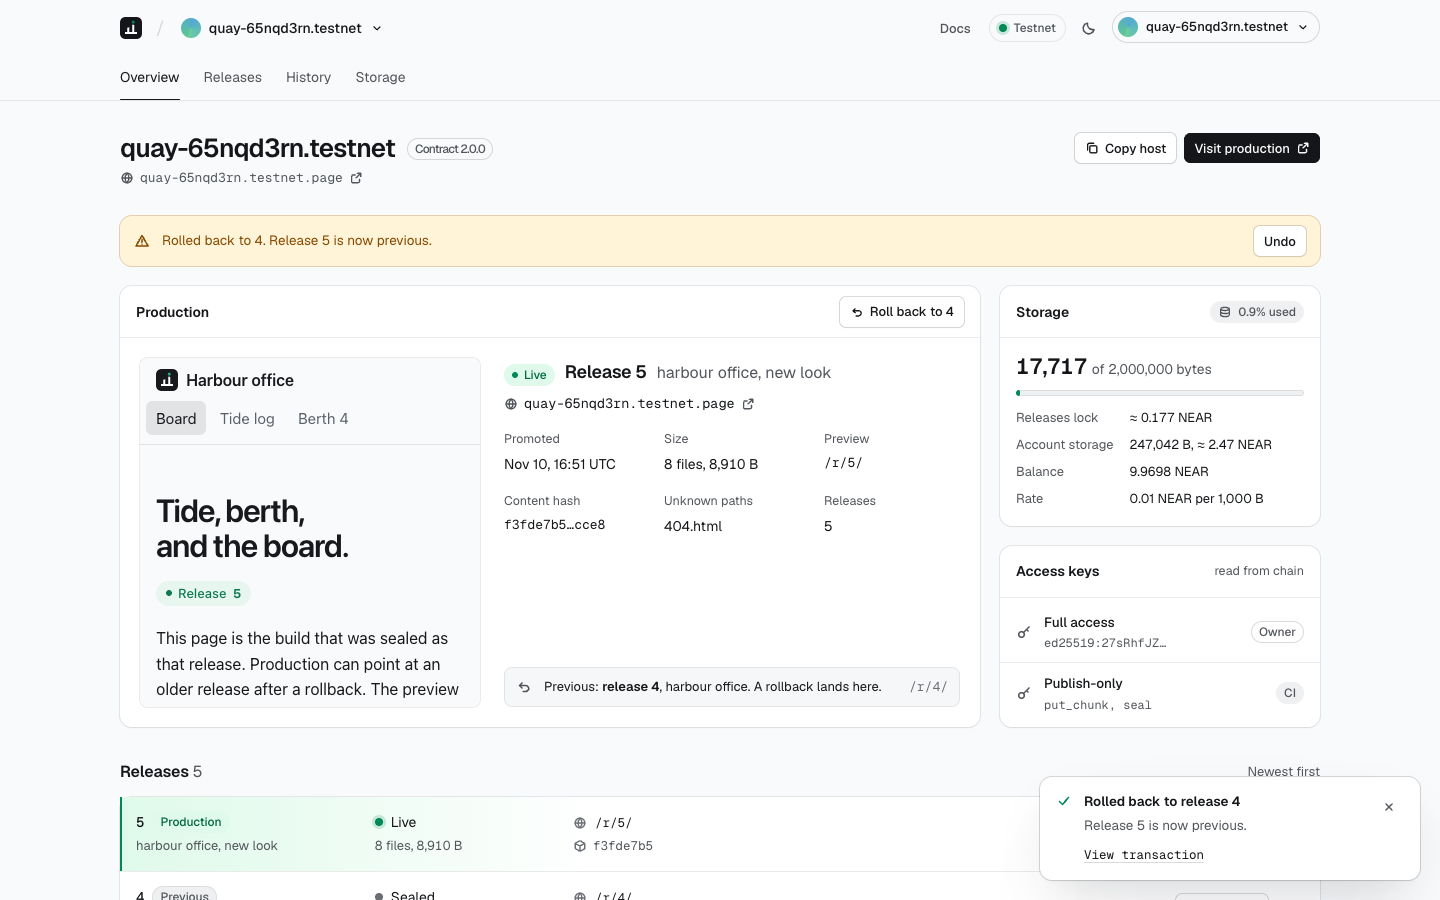 quay-65nqd3rn.testnet
Docs
Testnet
quay-65nqd3rn.testnet
Overview
Releases
History
Storage
quay-65nqd3rn.testnet
Contract 2.0.0
Copy host
Visit production
quay-65nqd3rn.testnet.page
Rolled back to 4. Release 5 is now previous.
Undo
Production
Roll back to 4
Harbour office
Board
Tide log
Berth 4
Tide, berth,
and the board.
Release 5
This page is the build that was sealed as
that release. Production can point at an
older release after a rollback. The preview
Live
Release 5
harbour office, new look
quay-65nqd3rn.testnet.page
Promoted
Size
Preview
Nov 10, 16:51 UTC
8 files, 8,910 B
/r/5/
Content hash
Unknown paths
Releases
f3fde7b5…cce8
404.html
5
Previous: release 4, harbour office. A rollback lands here.
/r/4/
Storage
0.9% used
17,717 of 2,000,000 bytes
Releases lock
≈ 0.177 NEAR
Account storage
247,042 B, ≈ 2.47 NEAR
Balance
9.9698 NEAR
Rate
0.01 NEAR per 1,000 B
Access keys
read from chain
Full access
ed25519:27sRhfJZ…
Owner
Publish-only
put_chunk, seal
CI
Releases 5
Newest first
5
Production
Live
/r/5/
harbour office, new look
8 files, 8,910 B
f3fde7b5
4
Previous
Sealed
/r/4/
Rolled back to release 4
Release 5 is now previous.
View transaction